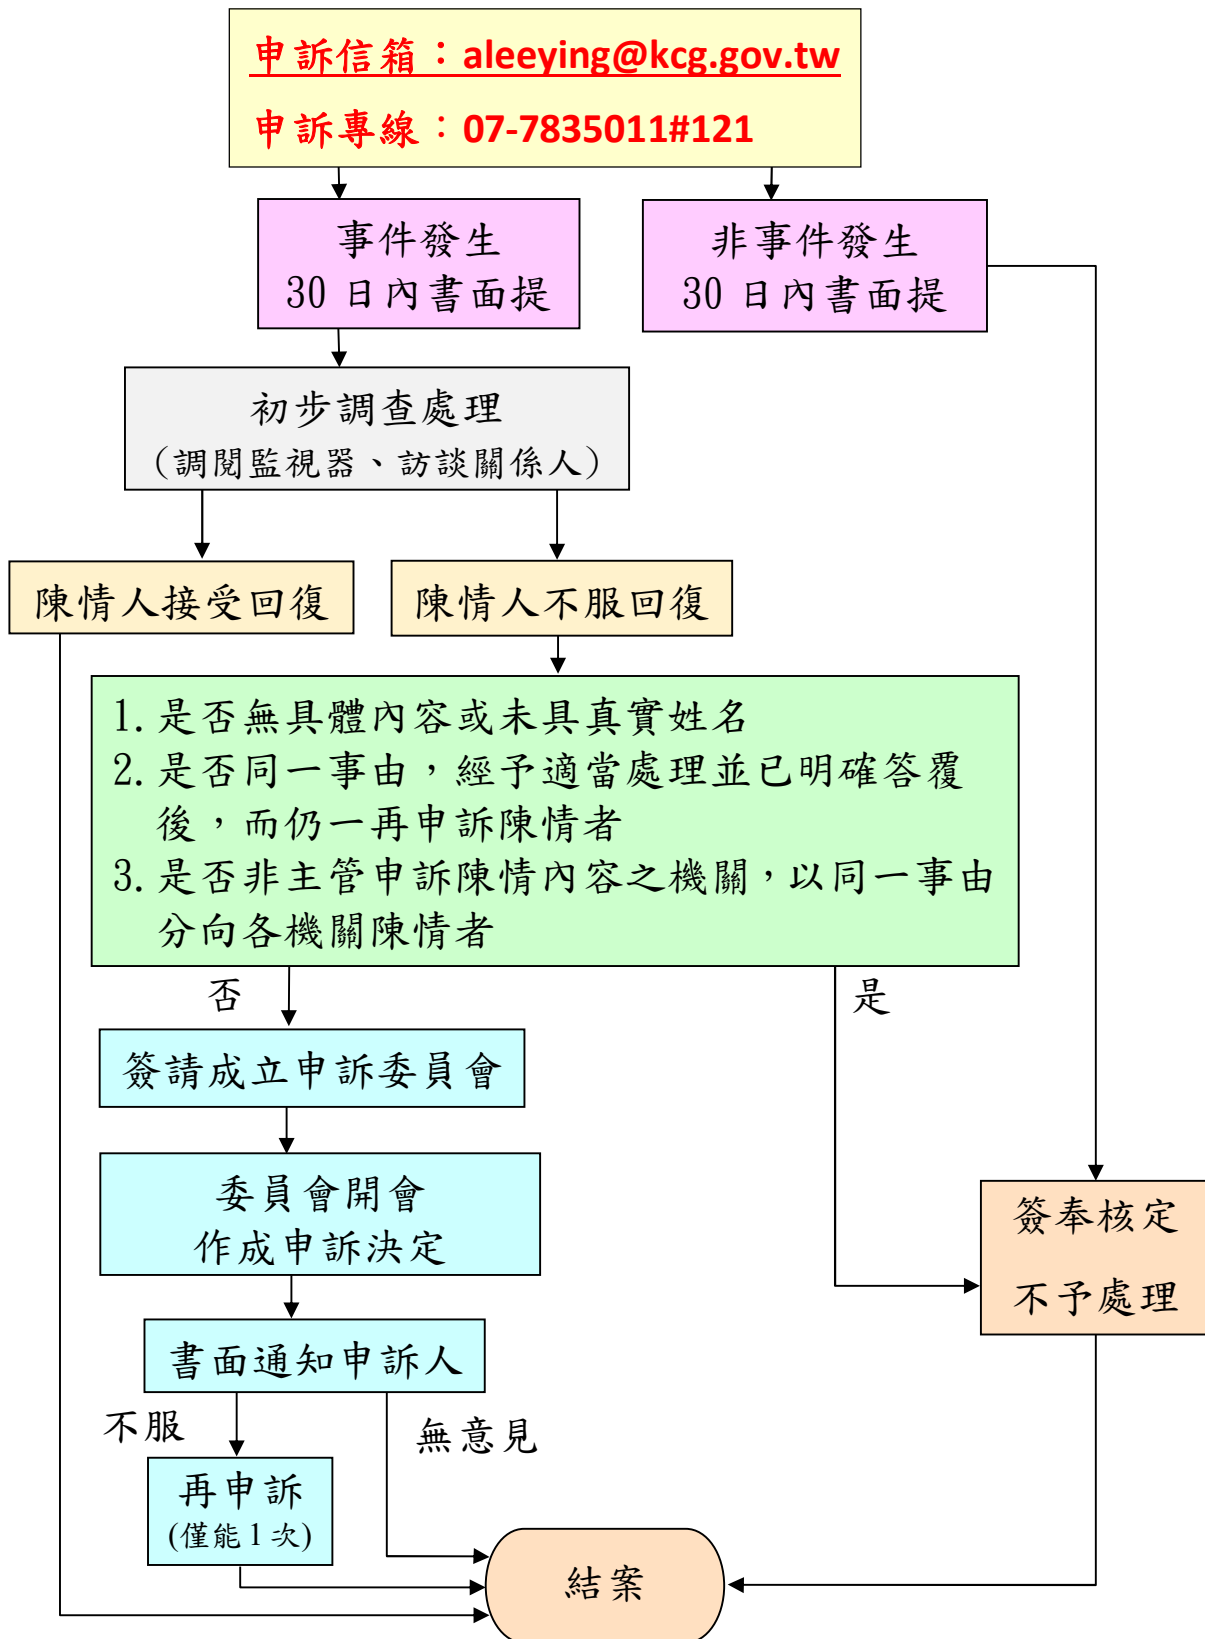 申訴信箱：aleeying@kcg.gov.tw
申訴專線：07-7835011#121
事件發生
30 日內書面提
非事件發生
30 日內書面提
初步調查處理
（調閱監視器、訪談關係人）
陳情人接受回復
陳情人不服回復
1. 是否無具體內容或未具真實姓名
2. 是否同一事由，經予適當處理並已明確答覆
後，而仍一再申訴陳情者
3. 是否非主管申訴陳情內容之機關，以同一事由
分向各機關陳情者
否
是
簽請成立申訴委員會
委員會開會
作成申訴決定
簽奉核定
不予處理
書面通知申訴人
不服
無意見
再申訴
(僅能 1 次)
結案